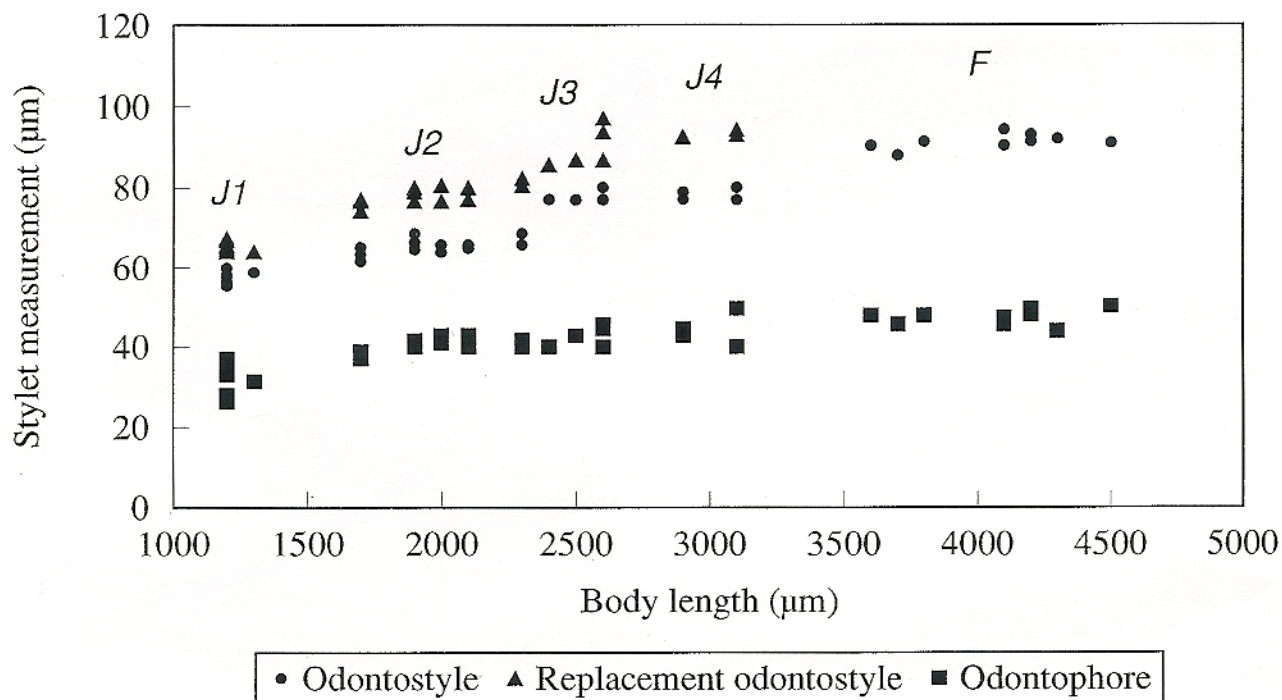 120
100
80
60
40
20
0
Stylet measurement (µm)
J1
J2
J3
J4
F
1000 1500 2000 2500 3000 3500 4000 4500 5000
Body length (µm)
Odontostyle Replacement odontostyle Odontophore